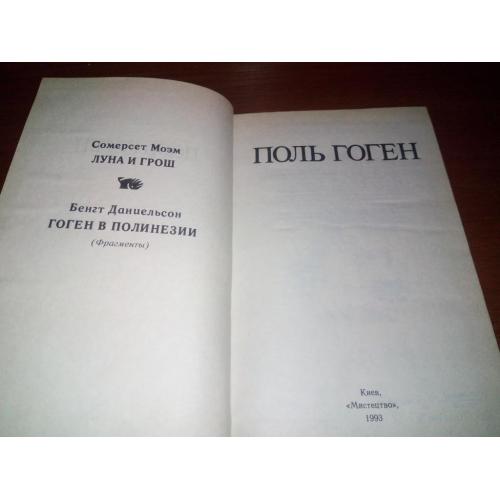 Сомерсет Моэм
ЛУНА И ГРОШ
Бенгт Даниельсон
ГОГЕН В ПОЛИНЕЗИИ
(Фрагменты)
ПОЛЬ ГОГЕН
Киев,
«Мистецтво»,
1993